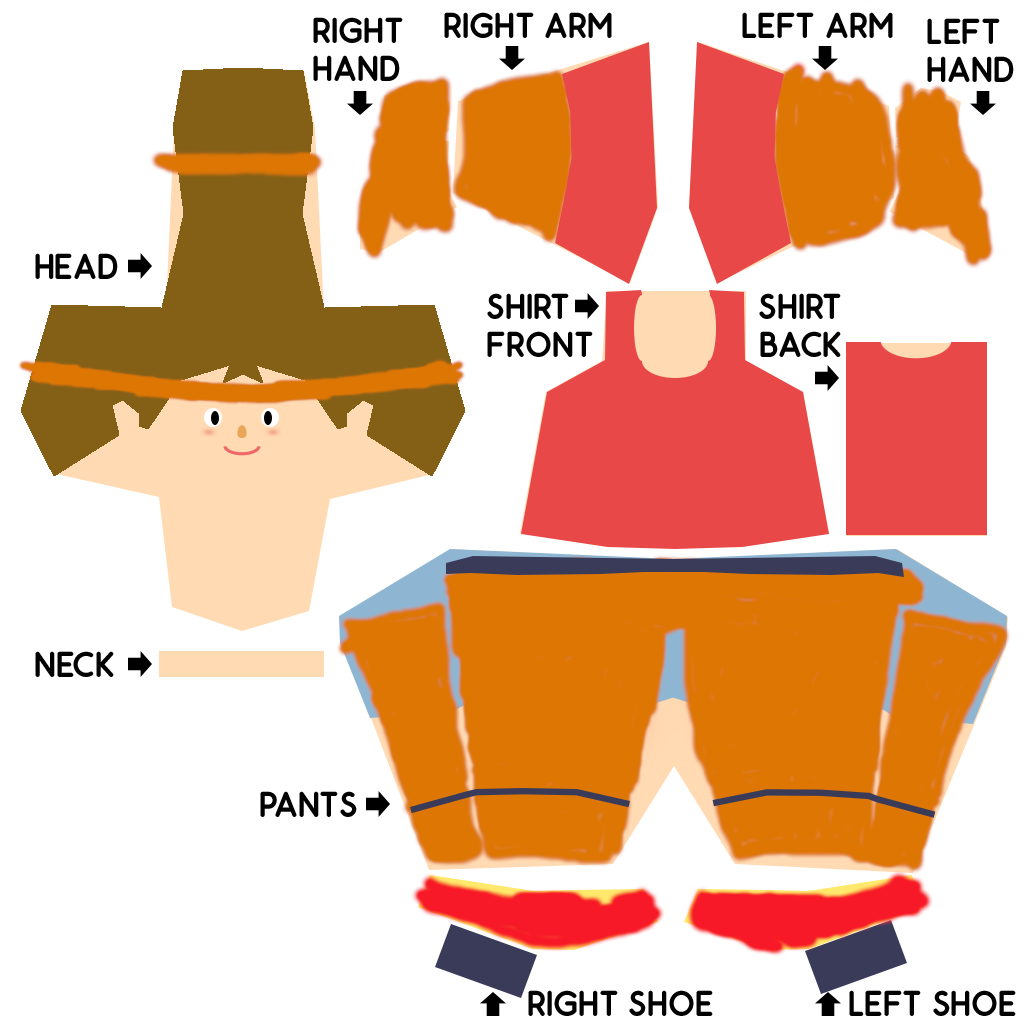 RIGHT
HAND
RIGHT ARM
LEFT ARM
LEFT
HAND
HEAD
SHIRT
FRONT
SHIRT
BACK
NECK
PANTS
RIGHT SHOE
LEFT SHOE